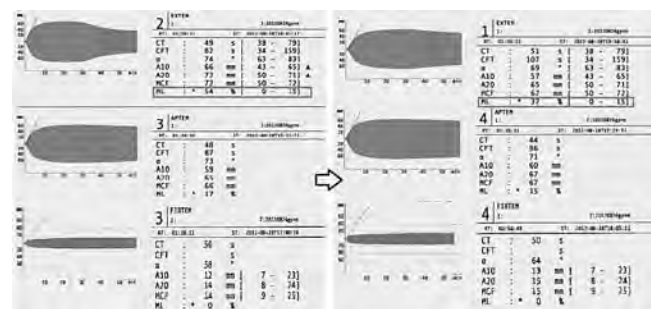 2 EXTEM
CT : 49 s [ 38 - 79]
CFT : 62 s [ 34 - 159]
α : 74 ° [ 63 - 83]
A10 : 66 mm [ 43 - 65] ▲
A20 : 72 mm [ 50 - 71] ▲
MCF : 72 mm [ 50 - 72]
ML : * 54 % [ 0 - 15]
3 APTEM
CT : 48 s
CFT : 67 s
α : 73 °
A10 : 59 mm
A20 : 65 mm
MCF : 66 mm
ML : * 17 %
3 FIBTEM
CT : 56 s
CFT : s
α : 58 °
A10 : 12 mm [ 7 - 23]
A20 : 14 mm [ 8 - 24]
MCF : 14 mm [ 9 - 25]
ML : * 0 %
1 EXTEM
CT : 51 s [ 38 - 79]
CFT : 107 s [ 34 - 159]
α : 69 ° [ 63 - 83]
A10 : 57 mm [ 43 - 65]
A20 : 65 mm [ 50 - 71]
MCF : 67 mm [ 50 - 72]
ML : * 37 % [ 0 - 15]
4 APTEM
CT : 44 s
CFT : 86 s
α : 71 °
A10 : 60 mm
A20 : 67 mm
MCF : 67 mm
ML : * 15 %
4 FIBTEM
CT : 50 s
CFT : s
α : 64 °
A10 : 13 mm [ 7 - 23]
A20 : 15 mm [ 8 - 24]
MCF : 15 mm [ 9 - 25]
ML : * 0 %